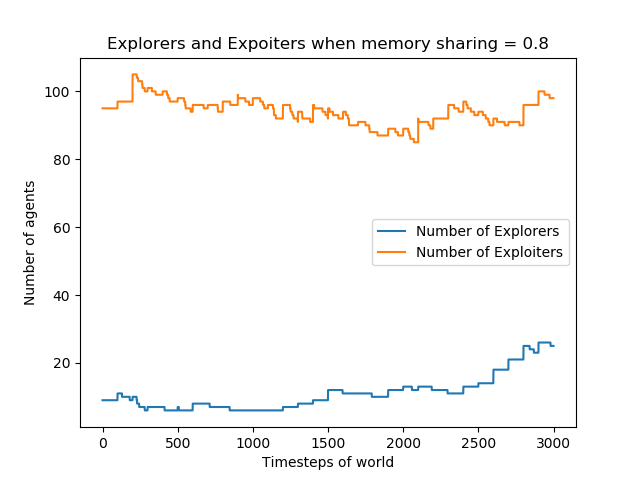 Explorers and Expoiters when memory sharing = 0.8
Number of agents
100
80
60
40
20
Number of Explorers
Number of Exploiters
0 500 1000 1500 2000 2500 3000
Timesteps of world